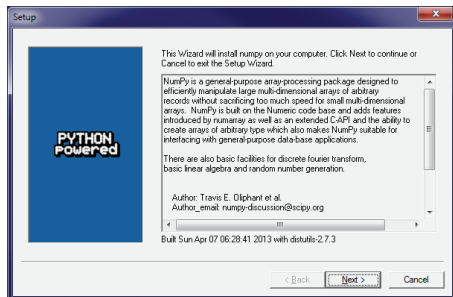 Setup
This Wizard will install numpy on your computer. Click Next to continue or
Cancel to exit the Setup Wizard.
NumPy is a general-purpose array-processing package designed to
efficiently manipulate large multi-dimensional arrays of arbitrary
records without sacrificing too much speed for small multi-dimensional
arrays. NumPy is built on the Numeric code base and adds features
introduced by numarray as well as an extended C-API and the ability to
create arrays of arbitrary type which also makes NumPy suitable for
interfacing with general-purpose data-base applications.
There are also basic facilities for discrete fourier transform,
basic linear algebra and random number generation.
PYTHON
Powered
Author: Travis E. Oliphant et al.
Author_email: numpy-discussion@scipy.org
Built Sun Apr 07 06:28:41 2013 with distutils-2.7.3
< Back
Next >
Cancel